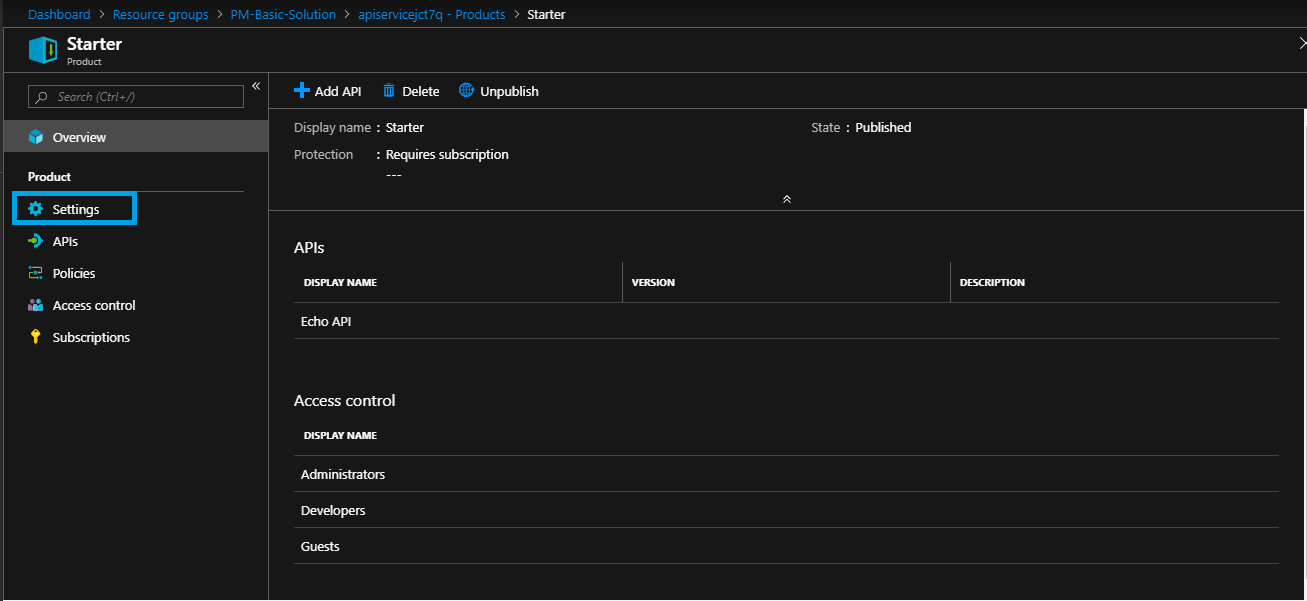 Dashboard > Resource groups > PM-Basic-Solution > apiservicejct7q - Products > Starter
Starter
Product
Search (Ctrl+/)
«
Add API Delete Unpublish
Overview
Display name : Starter State : Published
Protection : Requires subscription
---
Product
Settings
APIs
Policies
Access control
Subscriptions
APIs
DISPLAY NAME VERSION DESCRIPTION
Echo API
Access control
DISPLAY NAME
Administrators
Developers
Guests